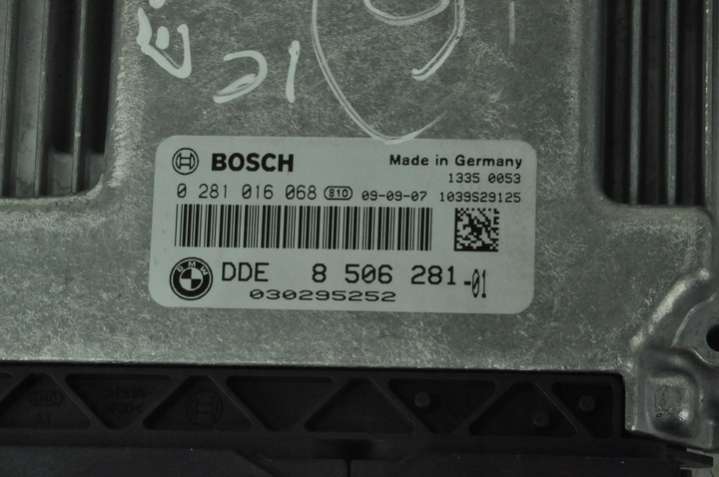 BOSCH
Made in Germany
1335 0053
0 281 016 068 810 09-09-07 1039S29125
BMW
DDE 8 506 281-01
030295252